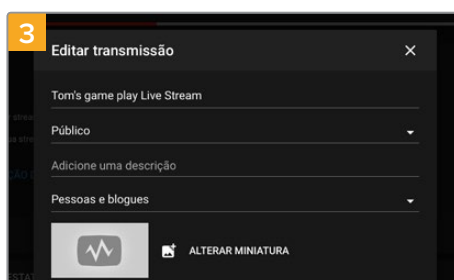 3
Editar transmissão
Tom's game play Live Stream
Público
Adicione uma descrição
Pessoas e blogues
ALTERAR MINIATURA